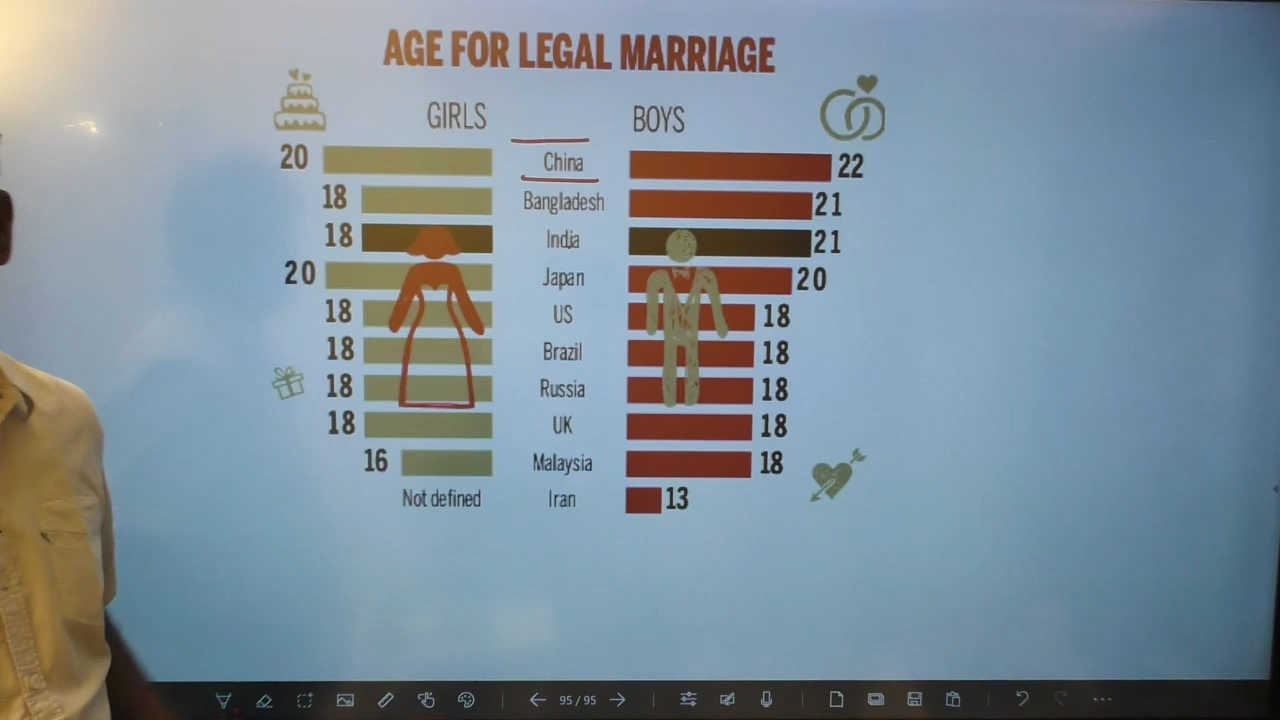 AGE FOR LEGAL MARRIAGE
GIRLS BOYS
20 China 22
18 Bangladesh 21
18 India 21
20 Japan 20
18 US 18
18 Brazil 18
18 Russia 18
18 UK 18
16 Malaysia 18
Not defined Iran 13
95/95